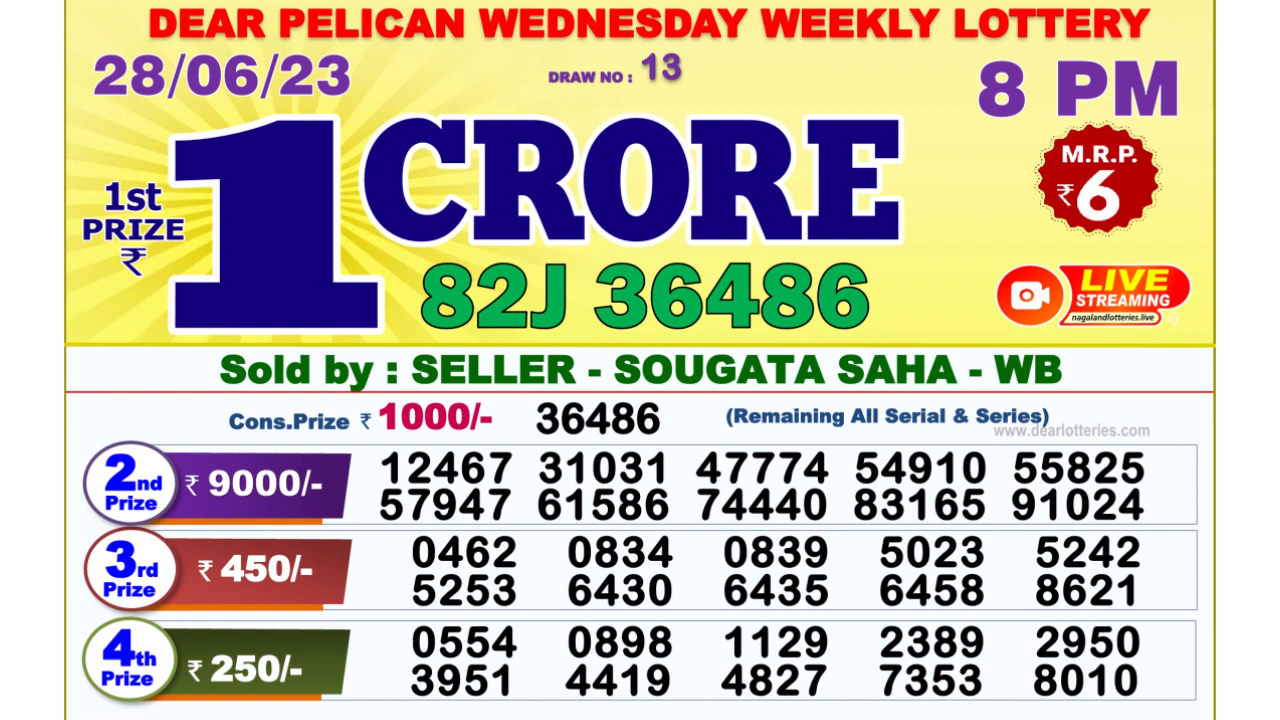 DEAR PELICAN WEDNESDAY WEEKLY LOTTERY
28/06/23 DRAW NO : 13 8 PM
M.R.P.
₹ 6
1st
PRIZE
₹
1 CRORE
82J 36486
LIVE
STREAMING
nagalandlotteries.live
Sold by : SELLER - SOUGATA SAHA - WB
Cons.Prize ₹ 1000/- 36486 (Remaining All Serial & Series)
www.dearlotteries.com
2nd Prize ₹ 9000/-
12467 31031 47774 54910 55825
57947 61586 74440 83165 91024
3rd Prize ₹ 450/-
0462 0834 0839 5023 5242
5253 6430 6435 6458 8621
4th Prize ₹ 250/-
0554 0898 1129 2389 2950
3951 4419 4827 7353 8010